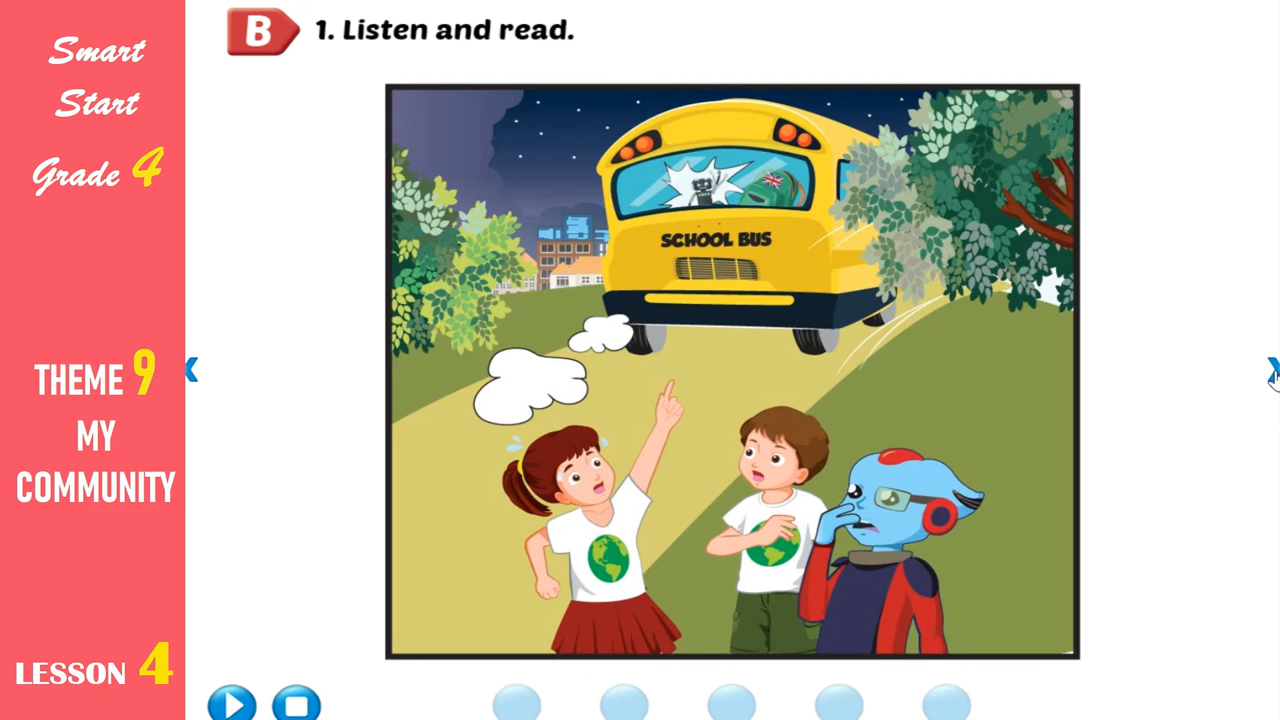 Smart
Start
Grade 4
THEME 9
MY
COMMUNITY
LESSON 4
B 1. Listen and read.
SCHOOL BUS